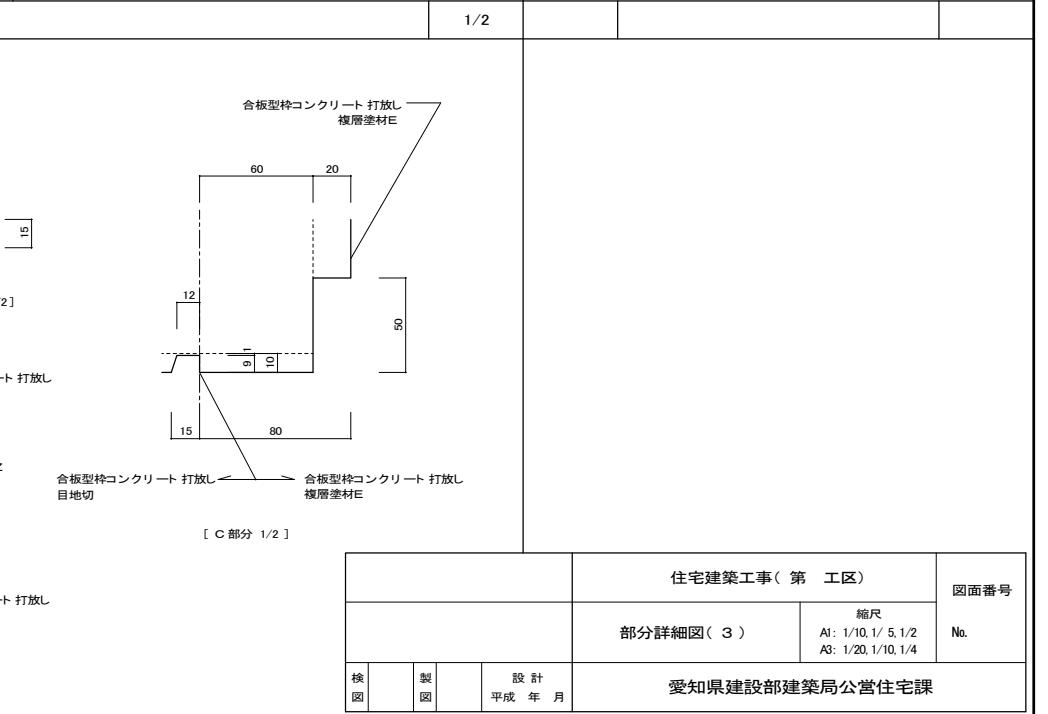 1/2
合板型枠コンクリート 打放し
複層塗材E
60
20
15
12
/2 ]
50
1
9
10
ート 打放し
15
80
合板型枠コンクリート 打放し
目地切
合板型枠コンクリート 打放し
複層塗材E
[ C 部分 1/2 ]
ート 打放し
住宅建築工事( 第 工区)
図面番号
部分詳細図( 3 )
縮尺
A1: 1/10, 1/ 5, 1/2
A3: 1/20, 1/10, 1/4
No.
検図
製図
設 計
平成 年 月
愛知県建設部建築局公営住宅課